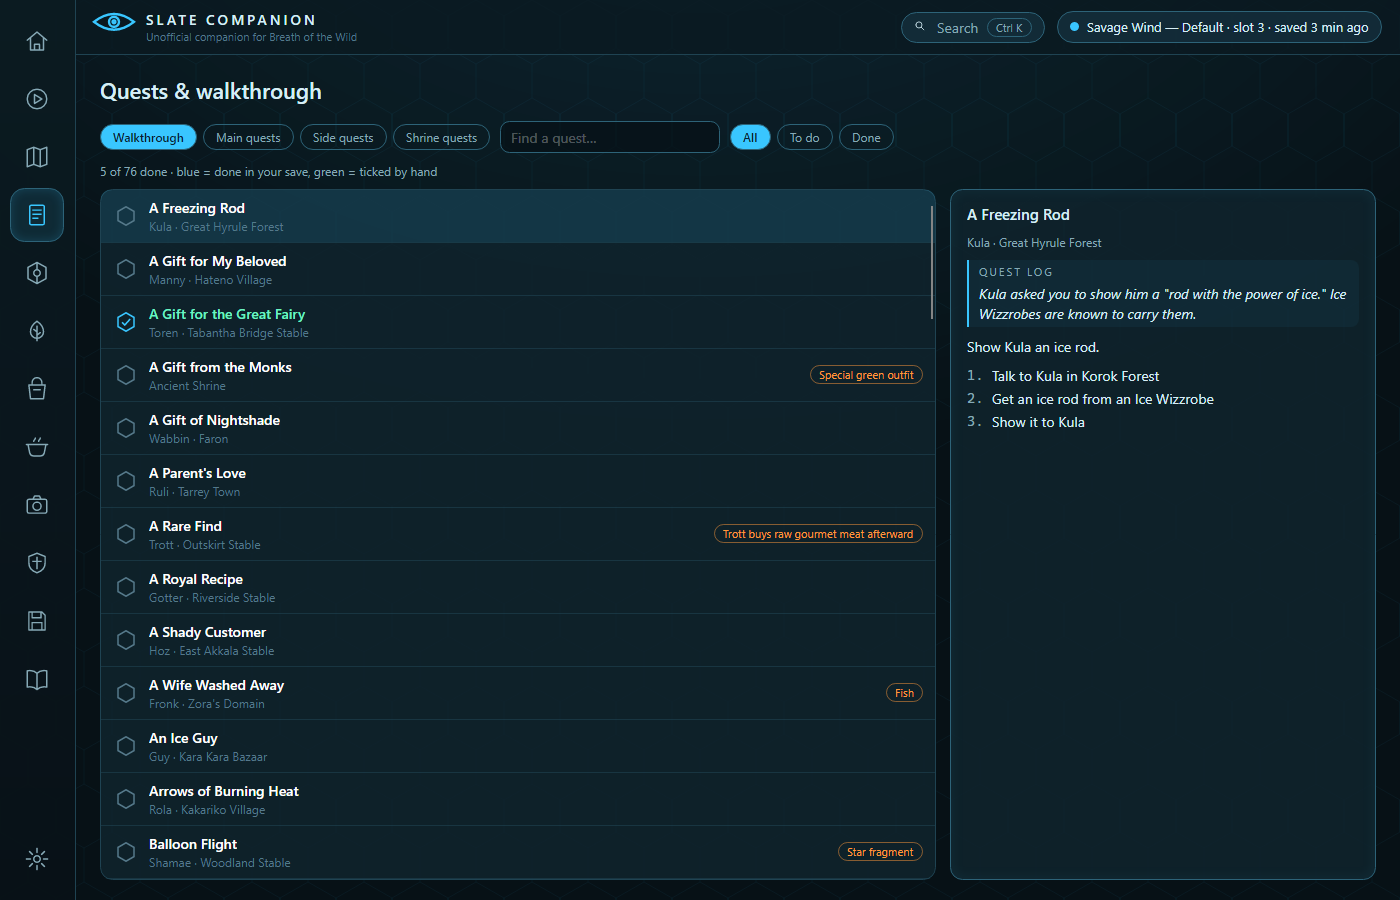 SLATE COMPANION
Unofficial companion for Breath of the Wild
Search Ctrl K
Savage Wind — Default · slot 3 · saved 3 min ago
Quests & walkthrough
Walkthrough Main quests Side quests Shrine quests Find a quest... All To do Done
5 of 76 done · blue = done in your save, green = ticked by hand
A Freezing Rod
Kula · Great Hyrule Forest
A Gift for My Beloved
Manny · Hateno Village
A Gift for the Great Fairy
Toren · Tabantha Bridge Stable
A Gift from the Monks
Ancient Shrine
Special green outfit
A Gift of Nightshade
Wabbin · Faron
A Parent's Love
Ruli · Tarrey Town
A Rare Find
Trott · Outskirt Stable
Trott buys raw gourmet meat afterward
A Royal Recipe
Gotter · Riverside Stable
A Shady Customer
Hoz · East Akkala Stable
A Wife Washed Away
Fronk · Zora's Domain
Fish
An Ice Guy
Guy · Kara Kara Bazaar
Arrows of Burning Heat
Rola · Kakariko Village
Balloon Flight
Shamae · Woodland Stable
Star fragment
A Freezing Rod
Kula · Great Hyrule Forest
QUEST LOG
Kula asked you to show him a "rod with the power of ice." Ice
Wizzrobes are known to carry them.
Show Kula an ice rod.
1. Talk to Kula in Korok Forest
2. Get an ice rod from an Ice Wizzrobe
3. Show it to Kula